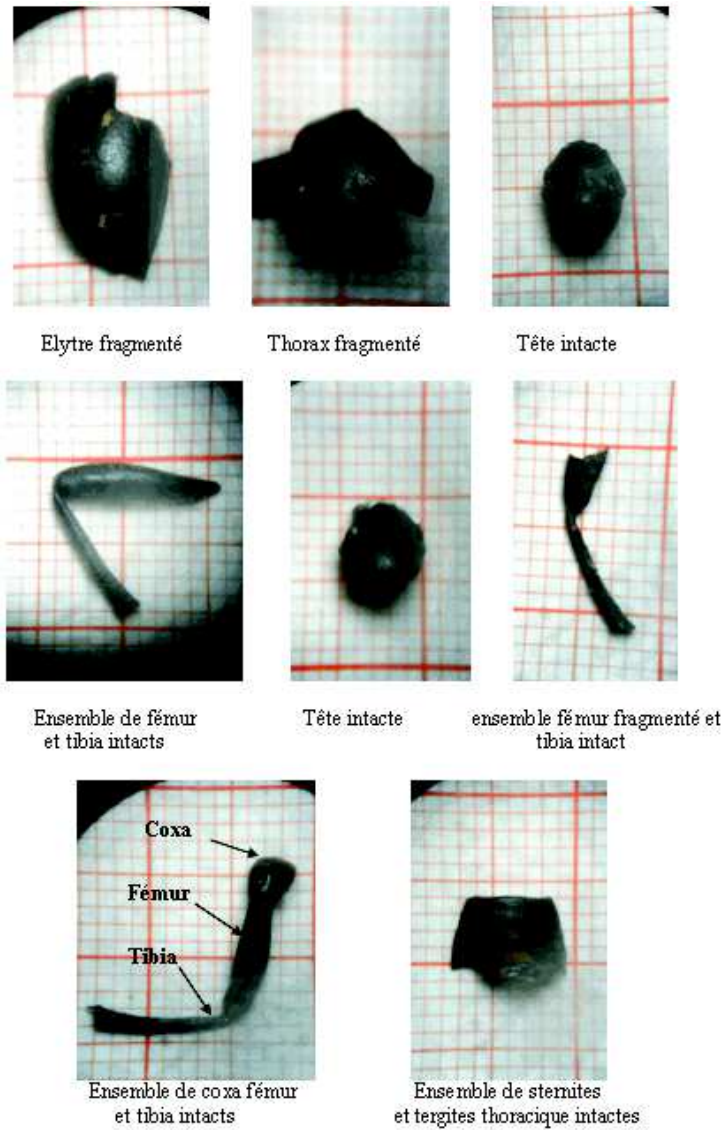 Elytre fragmenté
Thorax fragmenté
Tête intacte
Ensemble de fémur
et tibia intacts
Tête intacte
ensemble fémur fragmenté et
tibia intact
Coxa
Fémur
Tibia
Ensemble de coxa fémur
et tibia intacts
Ensemble de sternites
et tergites thoracique intactes